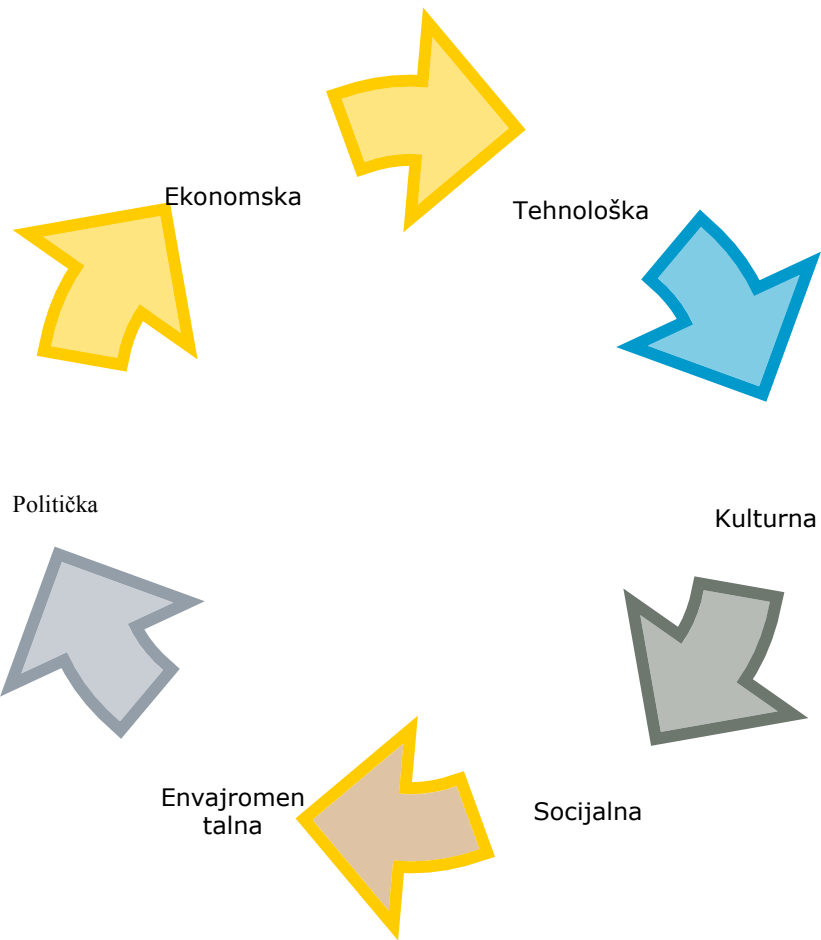 Ekonomska
Tehnološka
Politička
Kulturna
Envajromen
talna
Socijalna